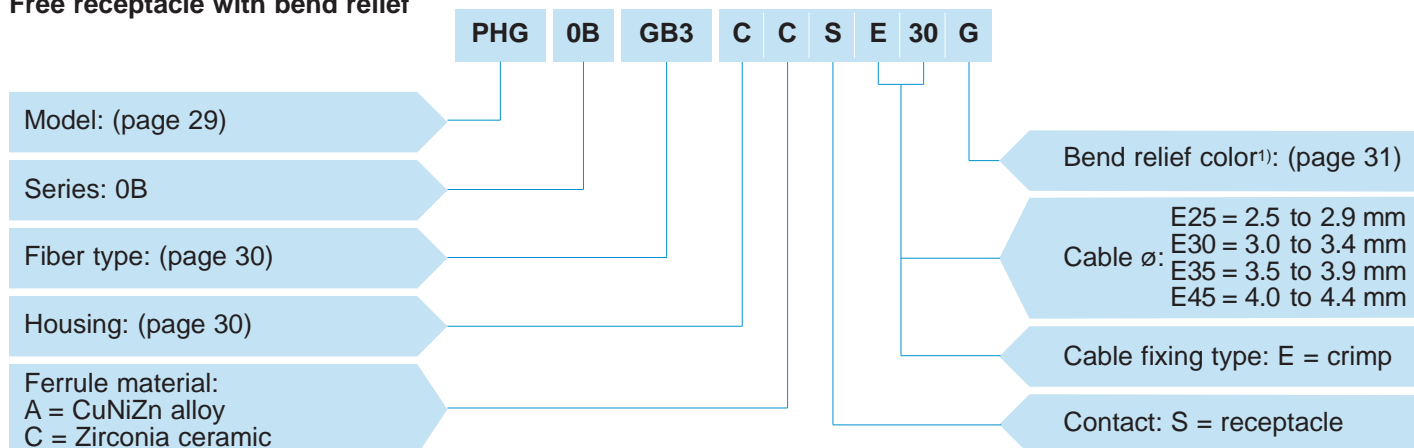 Free receptacle with bend relief
PHG 0B GB3 C C S E 30 G
Model: (page 29)
Series: 0B
Fiber type: (page 30)
Housing: (page 30)
Ferrule material:
A = CuNiZn alloy
C = Zirconia ceramic
Bend relief color1): (page 31)
Cable ø:
E25 = 2.5 to 2.9 mm
E30 = 3.0 to 3.4 mm
E35 = 3.5 to 3.9 mm
E45 = 4.0 to 4.4 mm
Cable fixing type: E = crimp
Contact: S = receptacle